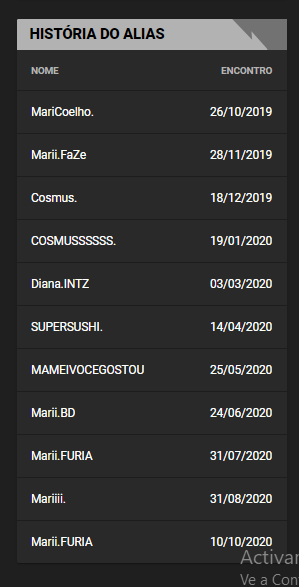 HISTÓRIA DO ALIAS
NOME ENCONTRO
MariCoelho. 26/10/2019
Marii.FaZe 28/11/2019
Cosmus. 18/12/2019
COSMUSSSSSS. 19/01/2020
Diana.INTZ 03/03/2020
SUPERSUSHI. 14/04/2020
MAMEIVOCEGOSTOU 25/05/2020
Marii.BD 24/06/2020
Marii.FURIA 31/07/2020
Mariiii. 31/08/2020
Marii.FURIA 10/10/2020
Activar
Ve a Con